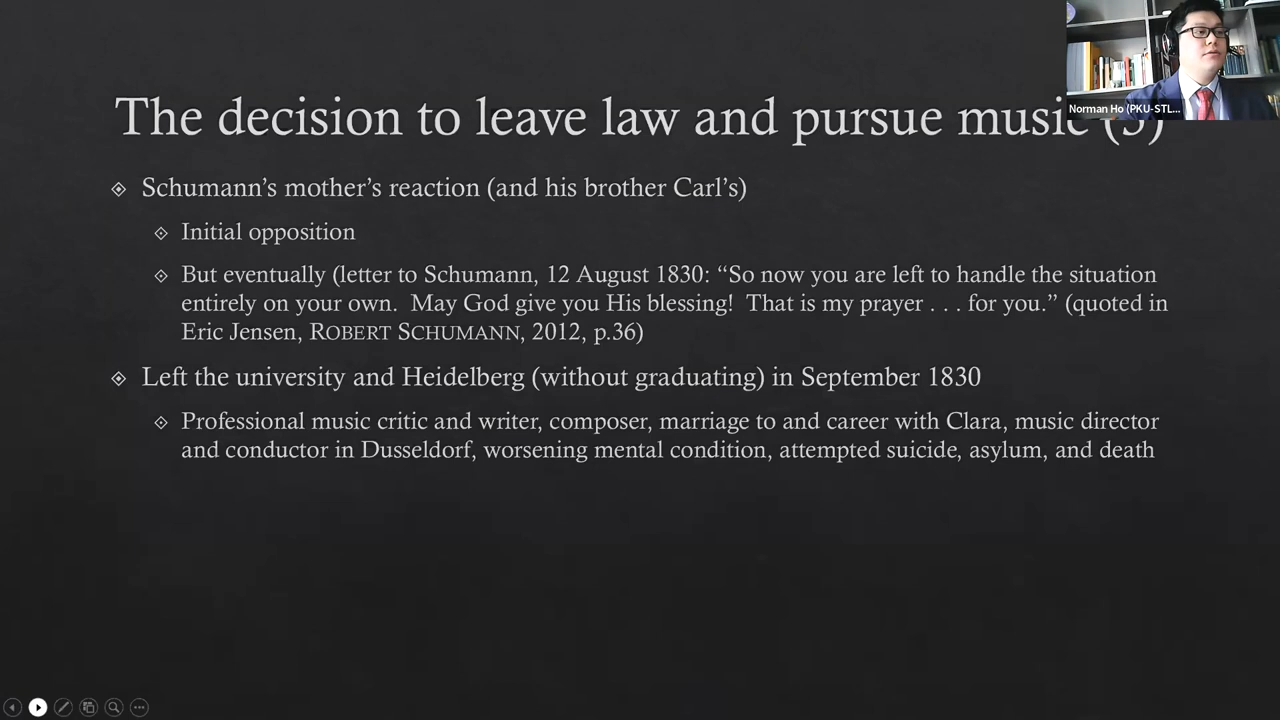 The decision to leave law and pursue music (3)
Norman Ho (PKU-STL...
Schumann’s mother’s reaction (and his brother Carl’s)
Initial opposition
But eventually (letter to Schumann, 12 August 1830: “So now you are left to handle the situation
entirely on your own.  May God give you His blessing!  That is my prayer . . . for you.” (quoted in
Eric Jensen, ROBERT SCHUMANN, 2012, p.36)
Left the university and Heidelberg (without graduating) in September 1830
Professional music critic and writer, composer, marriage to and career with Clara, music director
and conductor in Dusseldorf, worsening mental condition, attempted suicide, asylum, and death